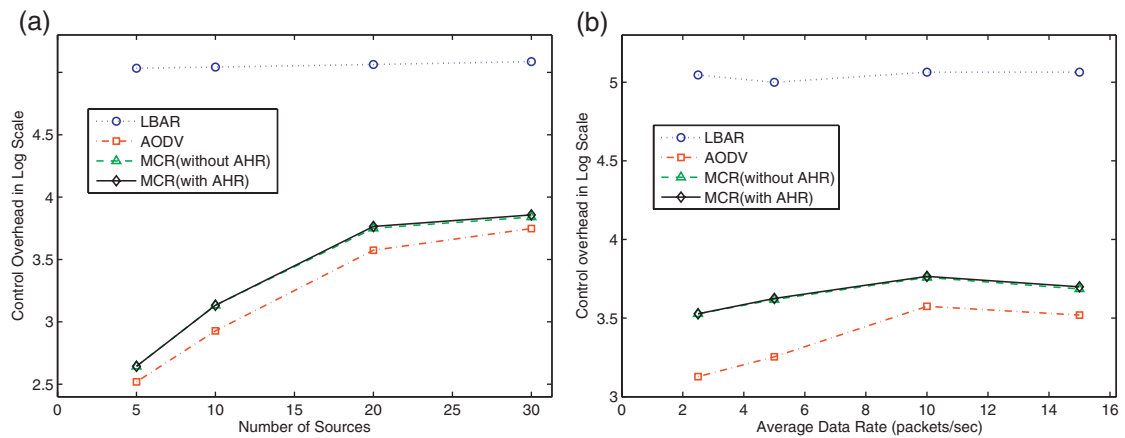 (a)
Control Overhead in Log Scale
4.5
4
3.5
3
2.5
0
5
10
15
20
25
30
Number of Sources
LBAR
AODV
MCR(without AHR)
MCR(with AHR)
(b)
Control overhead in Log Scale
5.5
5
4.5
4
3.5
3
0
2
4
6
8
10
12
14
16
Average Data Rate (packets/sec)
LBAR
AODV
MCR(without AHR)
MCR(with AHR)